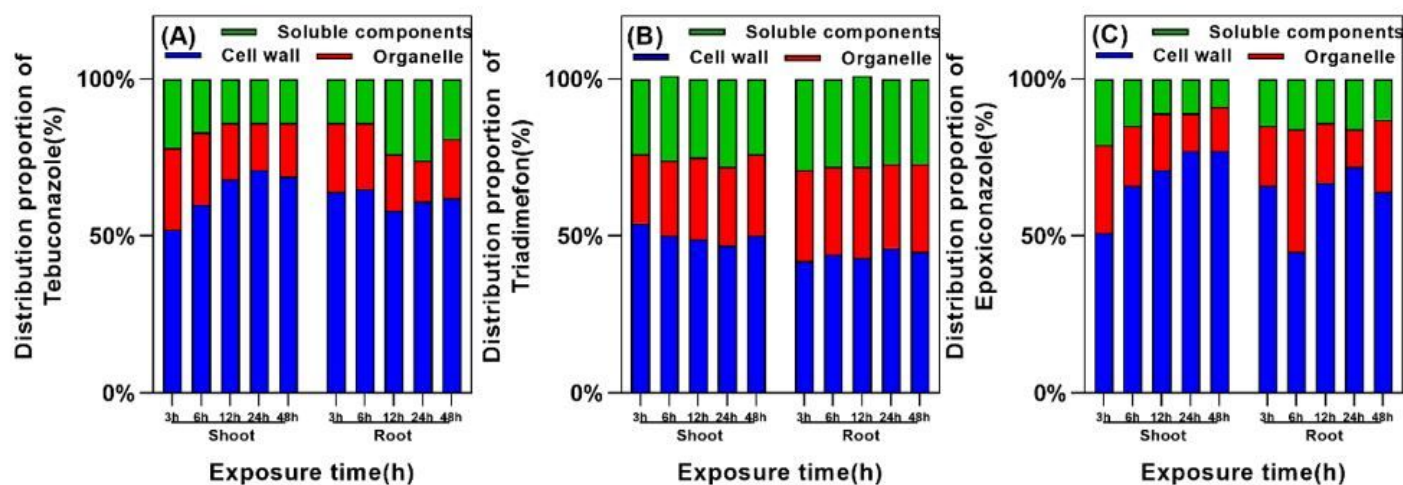 Distribution proportion of
Tebuconazole(%)
(A)
Soluble components
Cell wall
Organelle
100%
50%
0%
3h 6h 12h 24h 48h
3h 6h 12h 24h 48h
Shoot
Root
Exposure time(h)
Distribution proportion of
Triadimefon(%)
(B)
Soluble components
Cell wall
Organelle
100%
50%
0%
3h 6h 12h 24h 48h
3h 6h 12h 24h 48h
Shoot
Root
Exposure time(h)
Distribution proportion of
Epoxiconazole(%)
(C)
Soluble components
Cell wall
Organelle
100%
50%
0%
3h 6h 12h 24h 48h
3h 6h 12h 24h 48h
Shoot
Root
Exposure time(h)